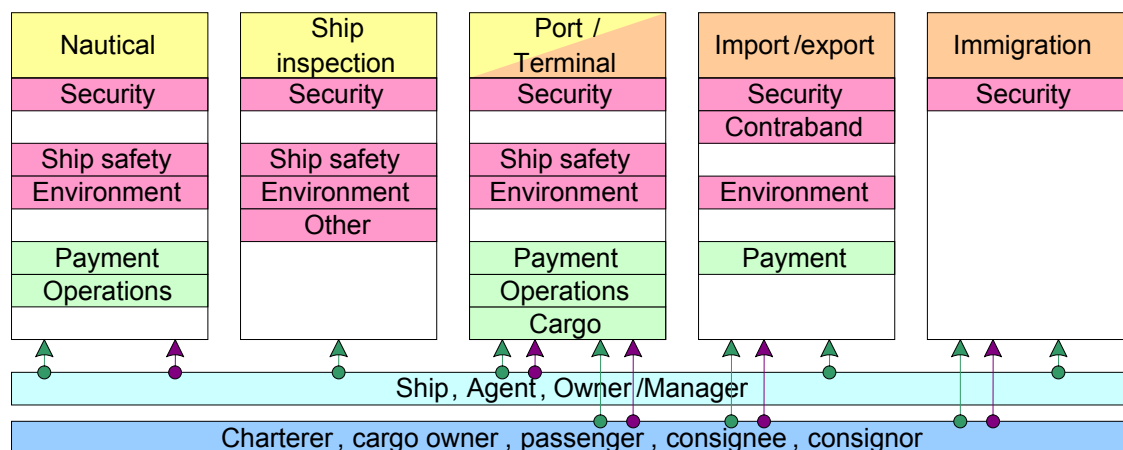 Nautical
Security
Ship safety
Environment
Payment
Operations
Ship
inspection
Security
Ship safety
Environment
Other
Port /
Terminal
Security
Ship safety
Environment
Payment
Operations
Cargo
Import/export
Security
Contraband
Environment
Payment
Immigration
Security
Ship, Agent, Owner/Manager
Charterer, cargo owner, passenger, consignee, consignor